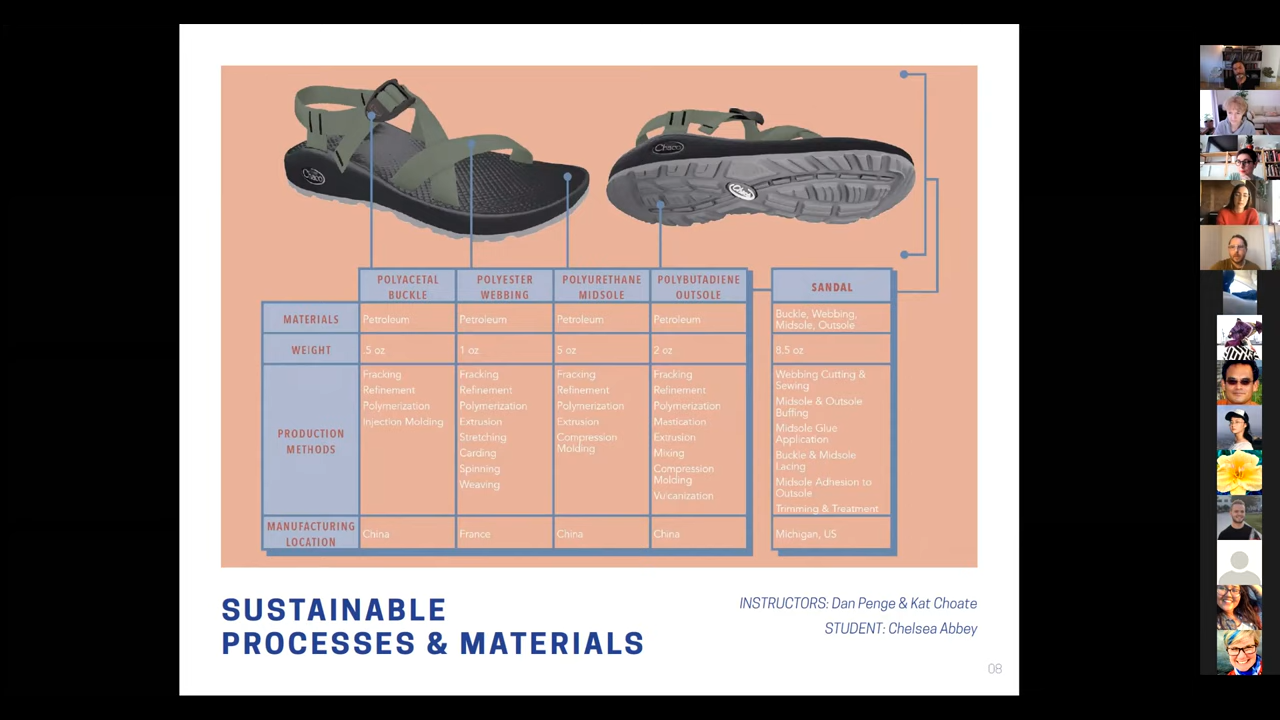 Chaco
Chaco
Chaco
POLYACETAL
BUCKLE
POLYESTER
WEBBING
POLYURETHANE
MIDSOLE
POLYBUTADIENE
OUTSOLE
SANDAL
MATERIALS
Petroleum
Petroleum
Petroleum
Petroleum
Buckle, Webbing,
Midsole, Outsole
WEIGHT
.5 oz
1 oz
5 oz
2 oz
8.5 oz
PRODUCTION
METHODS
Fracking
Refinement
Polymerization
Injection Molding
Fracking
Refinement
Polymerization
Extrusion
Stretching
Carding
Spinning
Weaving
Fracking
Refinement
Polymerization
Extrusion
Compression
Molding
Fracking
Refinement
Polymerization
Mastication
Extrusion
Mixing
Compression
Molding
Vulcanization
Webbing Cutting &
Sewing
Midsole & Outsole
Buffing
Midsole Glue
Application
Buckle & Midsole
Lacing
Midsole Adhesion to
Outsole
Trimming & Treatment
MANUFACTURING
LOCATION
China
France
China
China
Michigan, US
SUSTAINABLE
PROCESSES & MATERIALS
INSTRUCTORS: Dan Penge & Kat Choate
STUDENT: Chelsea Abbey
08